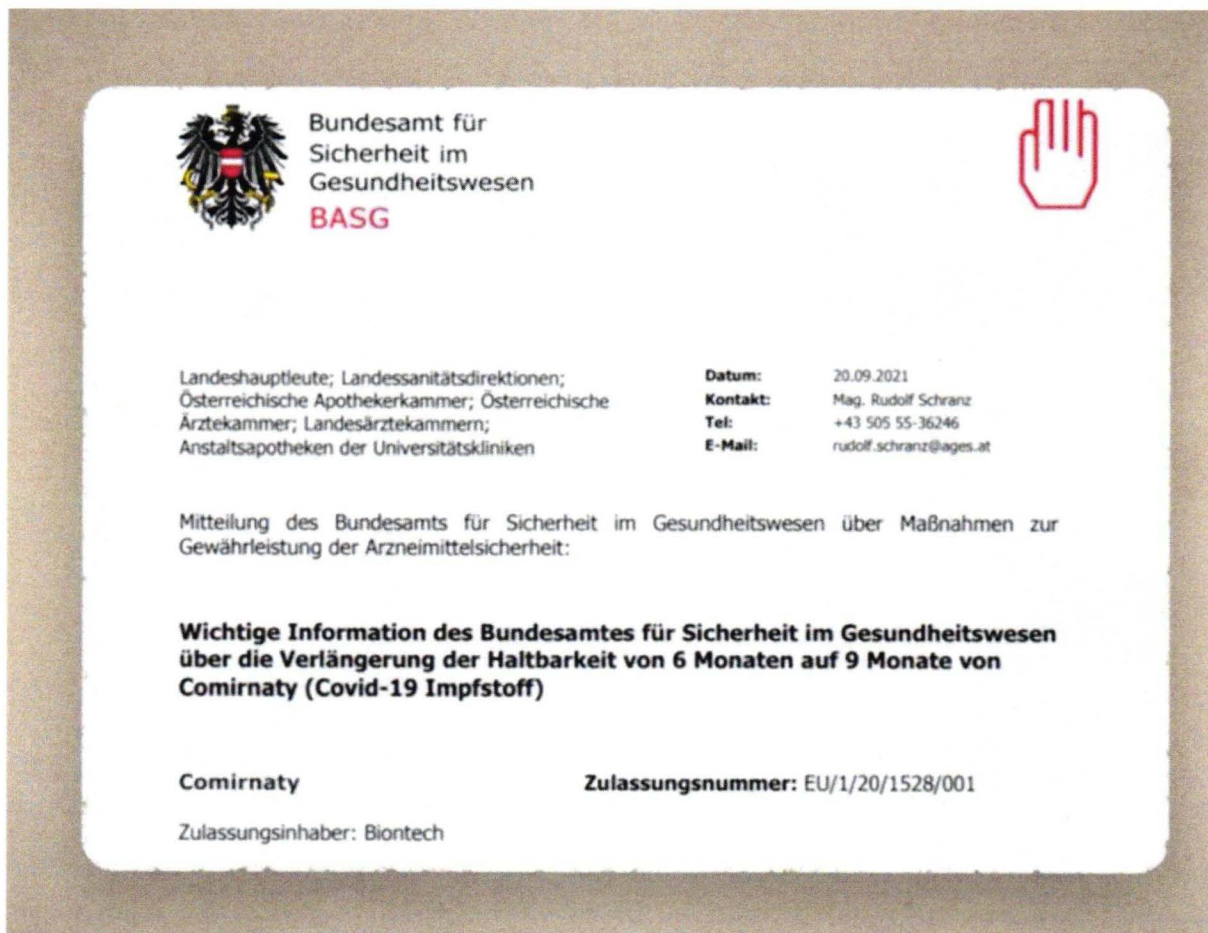 Bundesamt für
Sicherheit im
Gesundheitswesen
BASG
Landeshauptleute; Landessanitätsdirektionen;
Österreichische Apothekerkammer; Österreichische
Ärztekammer; Landesärztekammern;
Anstaltsapotheken der Universitätskliniken
Datum: 20.09.2021
Kontakt: Mag. Rudolf Schranz
Tel: +43 505 55-36246
E-Mail: rudolf.schranz@ages.at
Mitteilung des Bundesamts für Sicherheit im Gesundheitswesen über Maßnahmen zur
Gewährleistung der Arzneimittelsicherheit:
Wichtige Information des Bundesamtes für Sicherheit im Gesundheitswesen
über die Verlängerung der Haltbarkeit von 6 Monaten auf 9 Monate von
Comirnaty (Covid-19 Impfstoff)
Comirnaty Zulassungsnummer: EU/1/20/1528/001
Zulassungsinhaber: Biontech